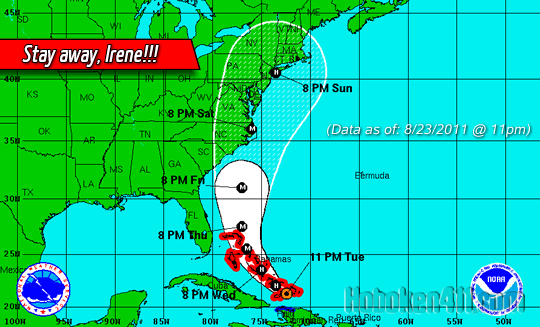 Stay away, Irene!!!
NY
VT
NH
ME
MA
PA
NJ
VA
NC
SC
GA
FL
AL
MS
TN
KY
WV
OH
IN
IL
MO
AR
LA
OK
TX
KS
45N
40N
35N
30N
25N
20N
8 PM Sun
8 PM Sat
(Data as of: 8/23/2011 @ 11pm)
Bermuda
8 PM Fri
8 PM Thu
11 PM Tue
8 PM Wed
Bahamas
Cuba
Mexico
Puerto Rico
H
M
M
M
M
H
NOAA
Hoboken411.com
100W
95W
90W
85W
80W
75W
70W
65W
60W
55W
50W